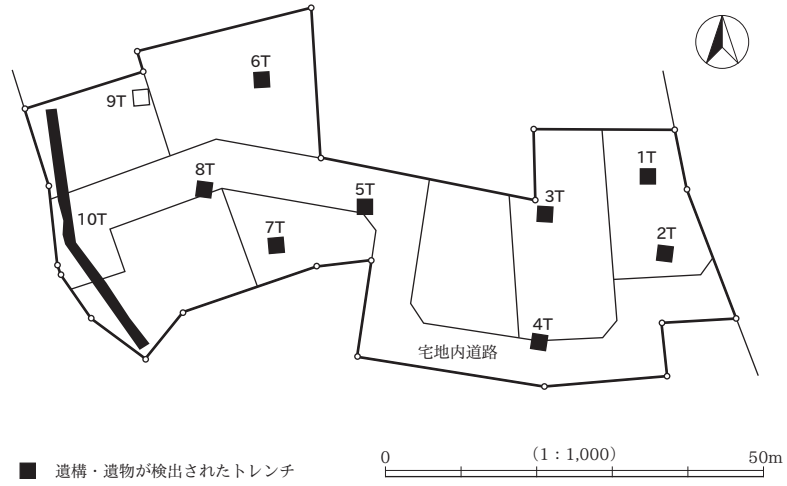 6T
9T
1T
8T
5T
3T
10T
7T
2T
4T
宅地内道路
遺構・遺物が検出されたトレンチ
0
(1：1,000)
50m